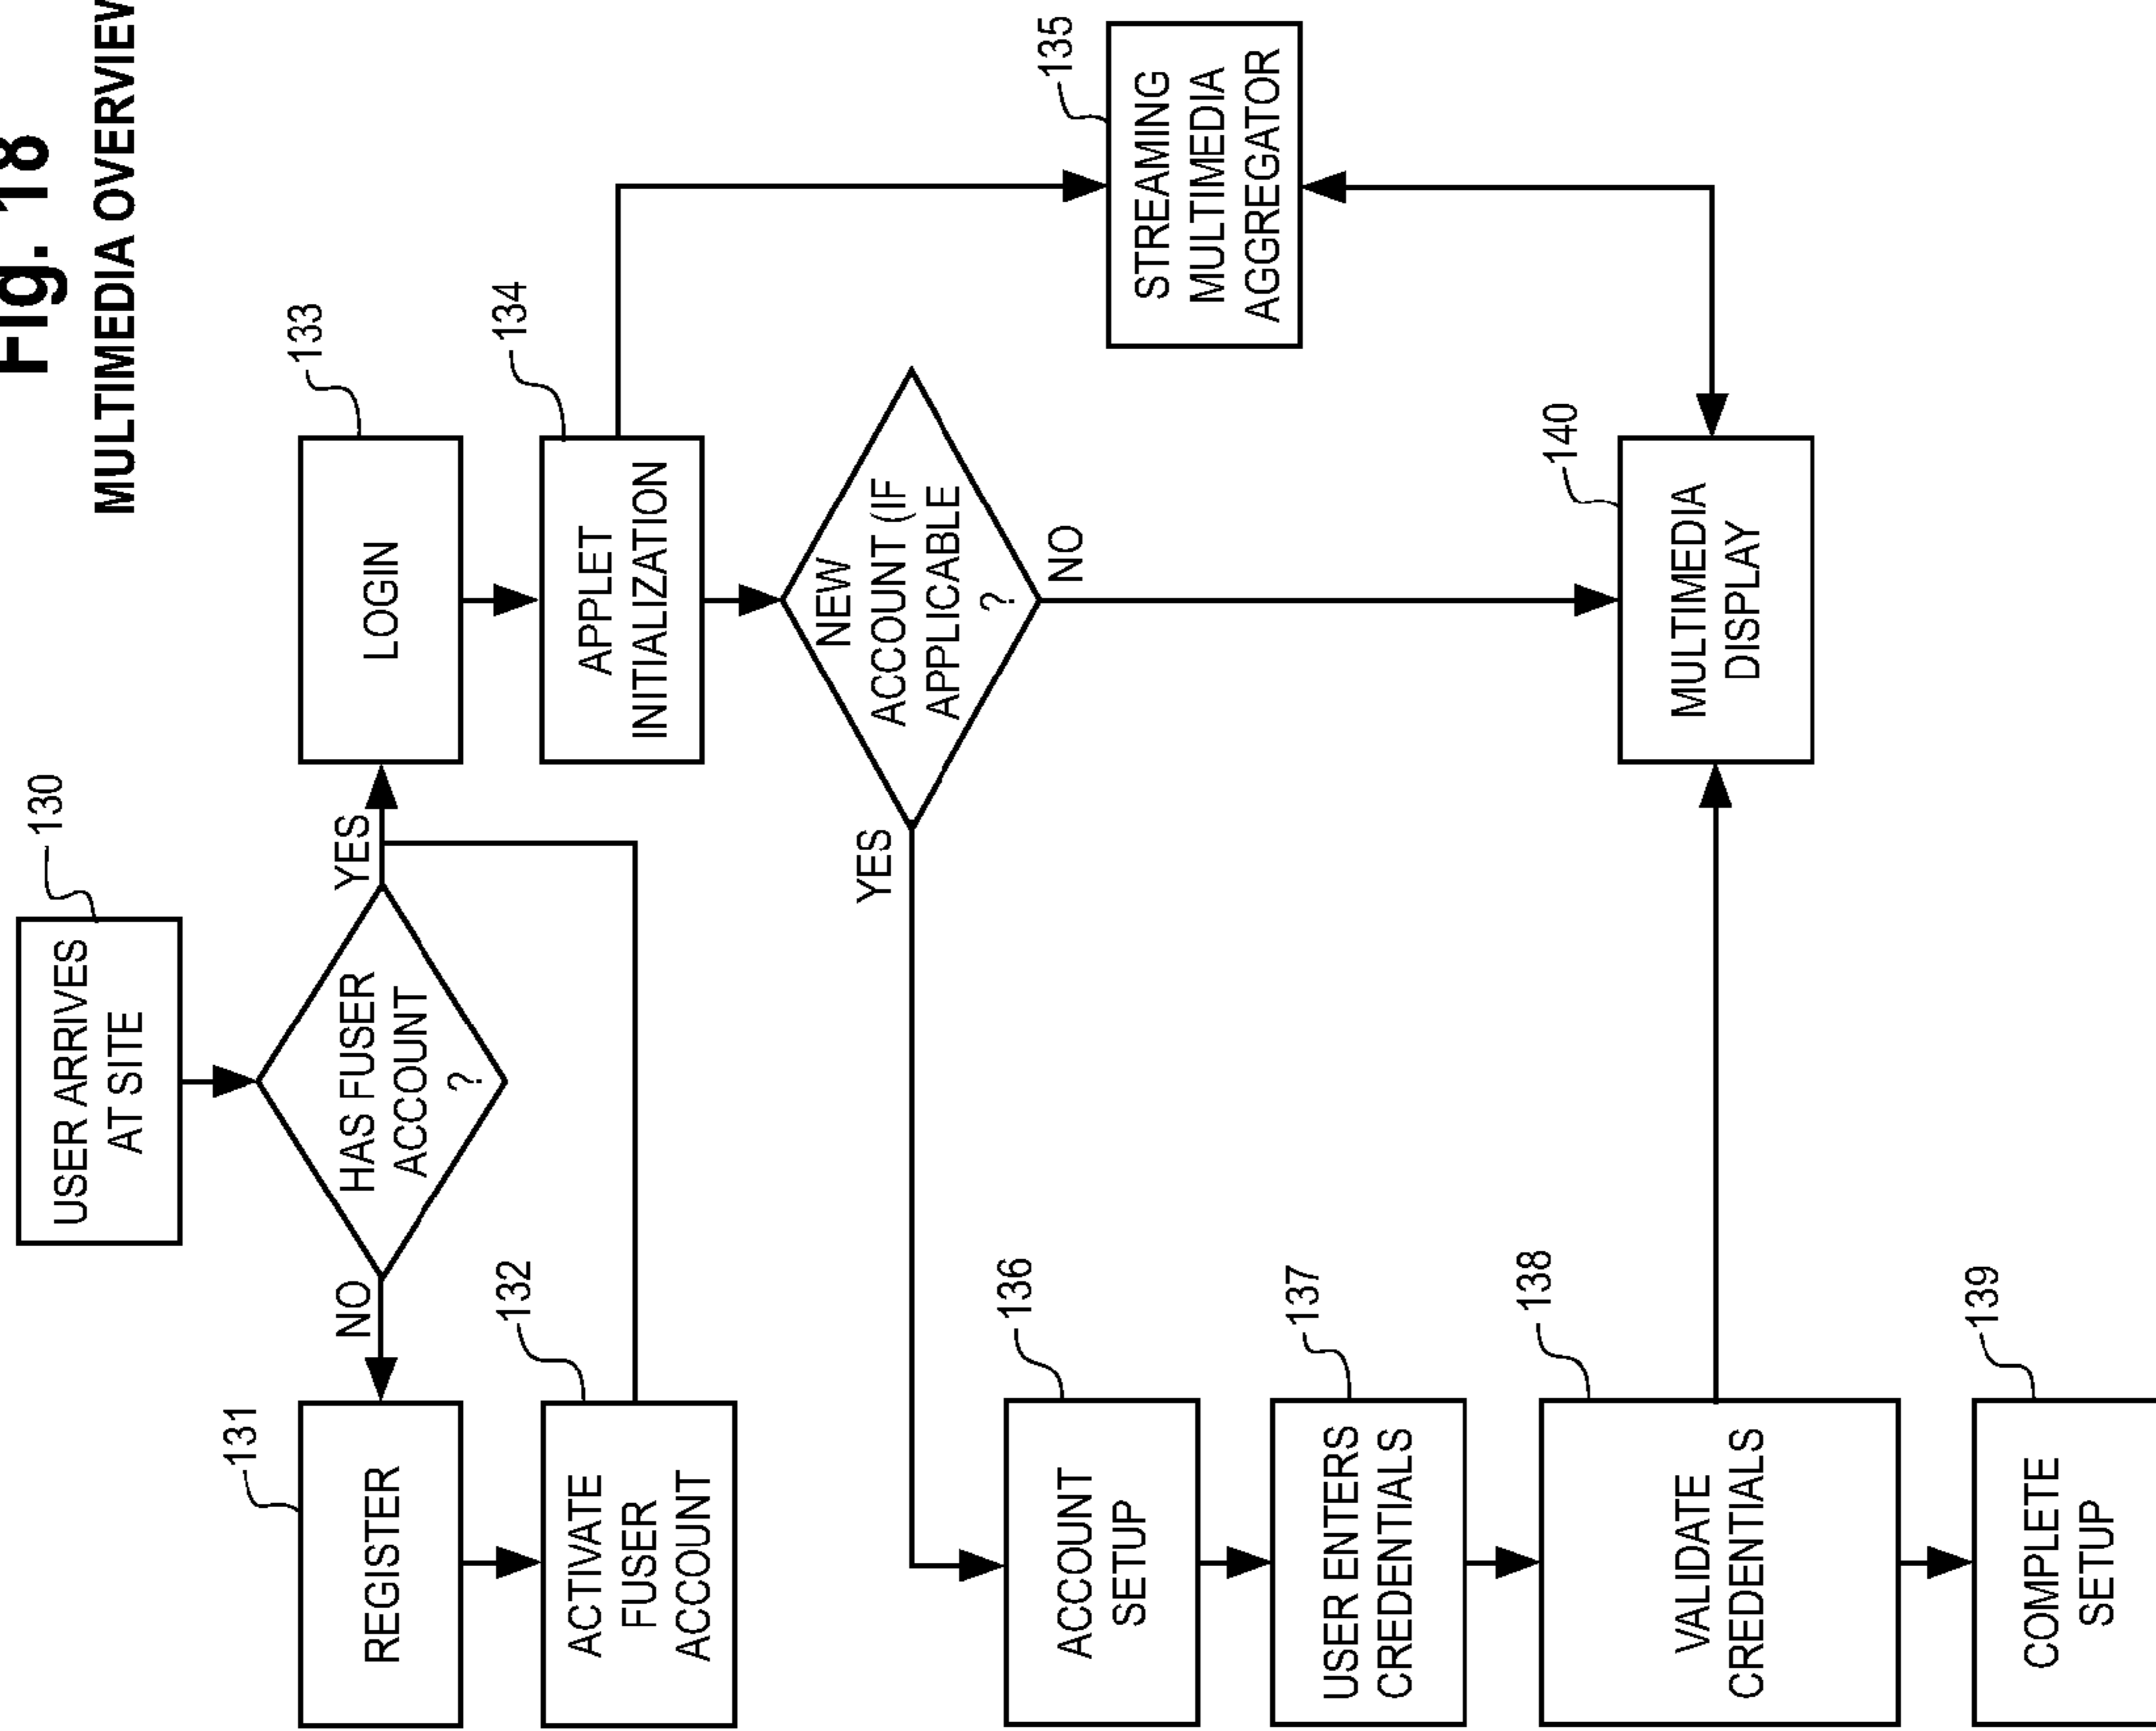 Fig. 18
MULTIMEDIA OVERVIEW
130
USER ARRIVES
AT SITE
HAS FUSER
ACCOUNT
?
NO
YES
131
REGISTER
132
ACTIVATE
FUSER
ACCOUNT
133
LOGIN
134
APPLET
INITIALIZATION
NEW
ACCOUNT (IF
APPLICABLE
?
YES
NO
135
STREAMING
MULTIMEDIA
AGGREGATOR
136
ACCOUNT
SETUP
137
USER ENTERS
CREDENTIALS
138
VALIDATE
CREDENTIALS
139
COMPLETE
SETUP
140
MULTIMEDIA
DISPLAY